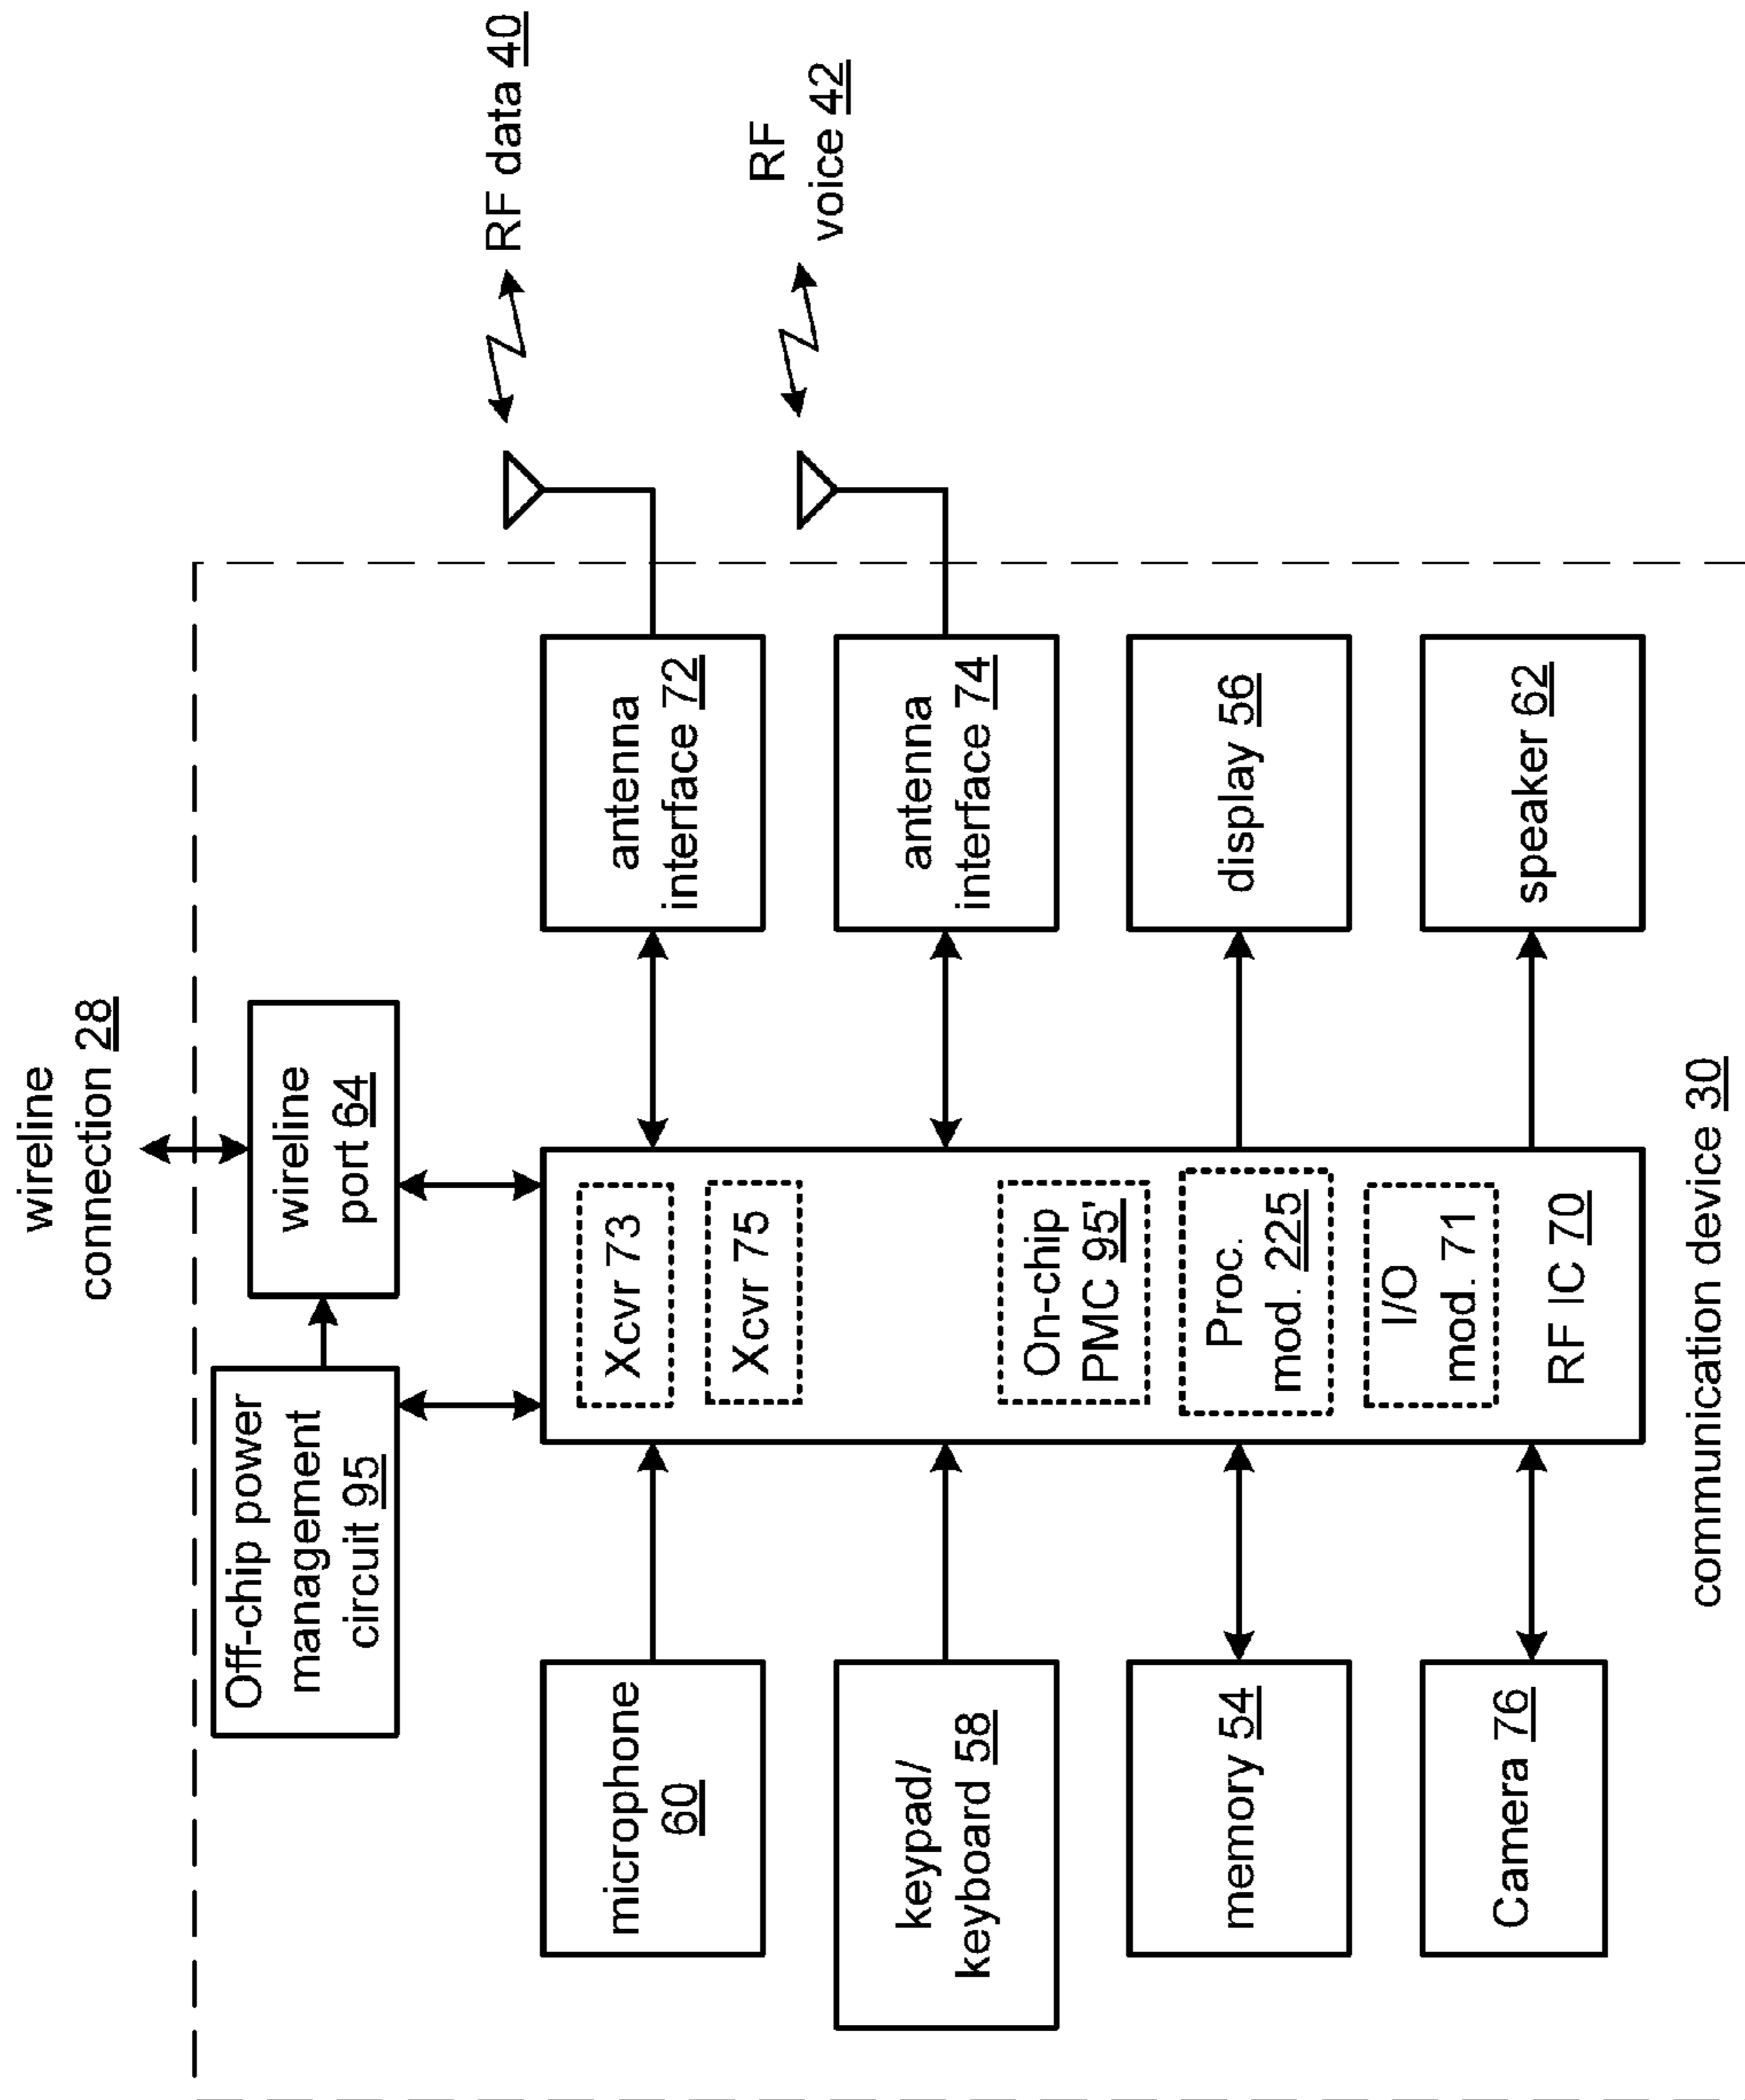 wireline
connection 28
Off-chip power
management
circuit 95
wireline
port 64
RF data 40
RF
voice 42
microphone
60
Xcvr 73
antenna
interface 72
Xcvr 75
keypad/
keyboard 58
antenna
interface 74
On-chip
PMC 95'
memory 54
Proc.
mod. 225
display 56
I/O
mod. 71
Camera 76
RF IC 70
speaker 62
communication device 30